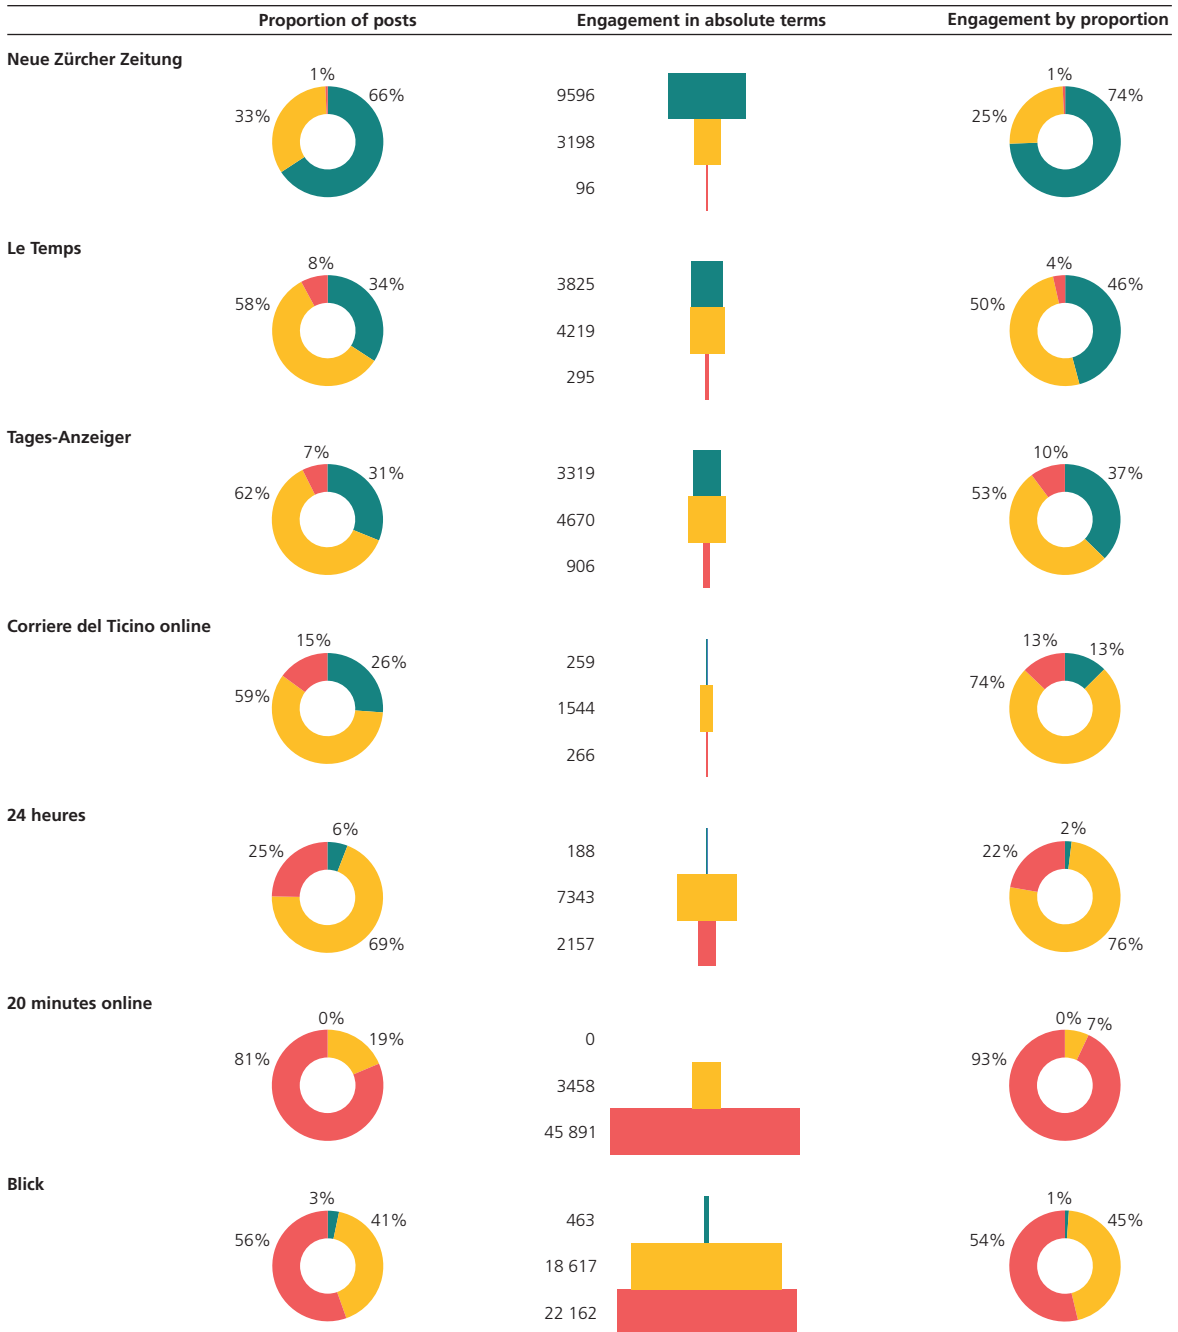 Proportion of posts Engagement in absolute terms Engagement by proportion
Neue Zürcher Zeitung
1% 1%
66% 9596 74%
33% 3198 25%
96
Le Temps
8% 4%
34% 3825 46%
58% 4219 50%
295
Tages-Anzeiger
7% 10%
31% 3319 37%
62% 4670 53%
906
Corriere del Ticino online
15% 13% 13%
26% 259
59% 1544 74%
266
24 heures
6% 2%
25% 188 22%
7343
69% 2157 76%
20 minutes online
0% 0% 7%
19% 0
81% 3458 93%
45 891
Blick
3% 1%
41% 463 45%
56% 18 617 54%
22 162